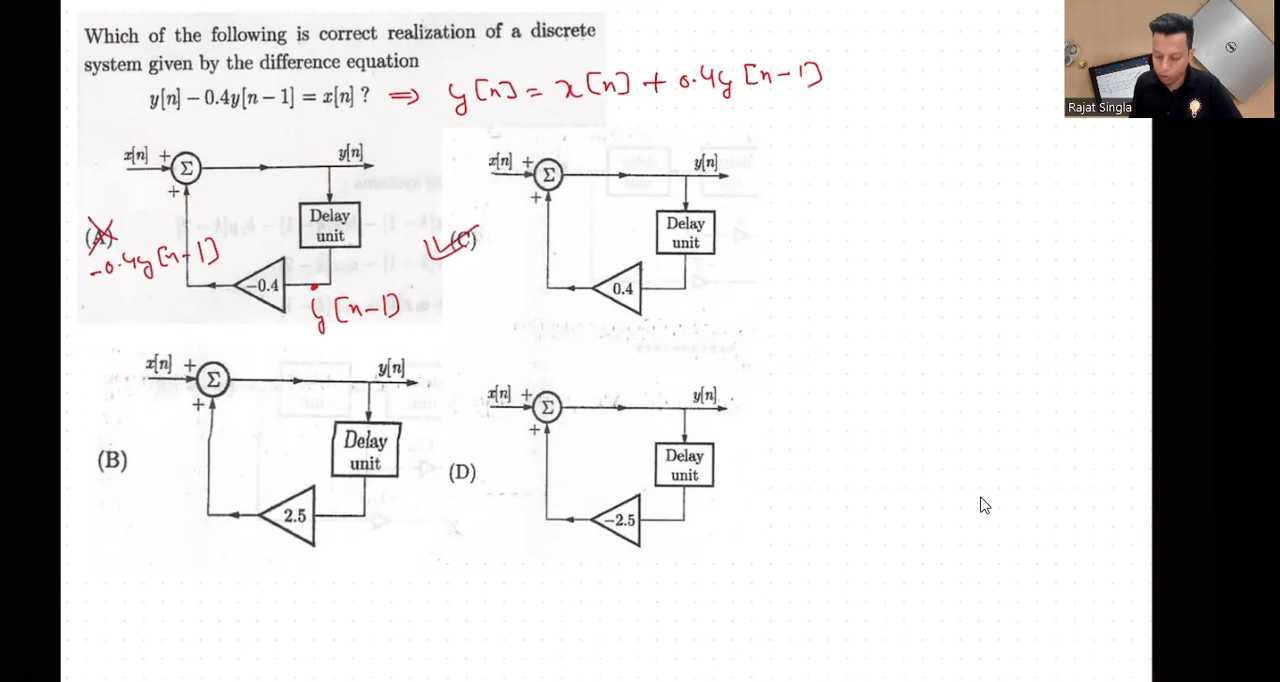 Which of the following is correct realization of a discrete
system given by the difference equation
y[n] − 0.4y[n − 1] = x[n] ? ⇒ y[n] = x[n] + 0.4y[n−1]
Rajat Singla
x[n] + Σ y[n]
+
Delay
unit
(A)
−0.4
−0.4y[n-1]
y[n−1]
x[n] + Σ y[n]
+
Delay
unit
(C)
0.4
x[n] + Σ y[n]
+
Delay
unit
(B)
2.5
x[n] + Σ y[n]
+
Delay
unit
(D)
−2.5